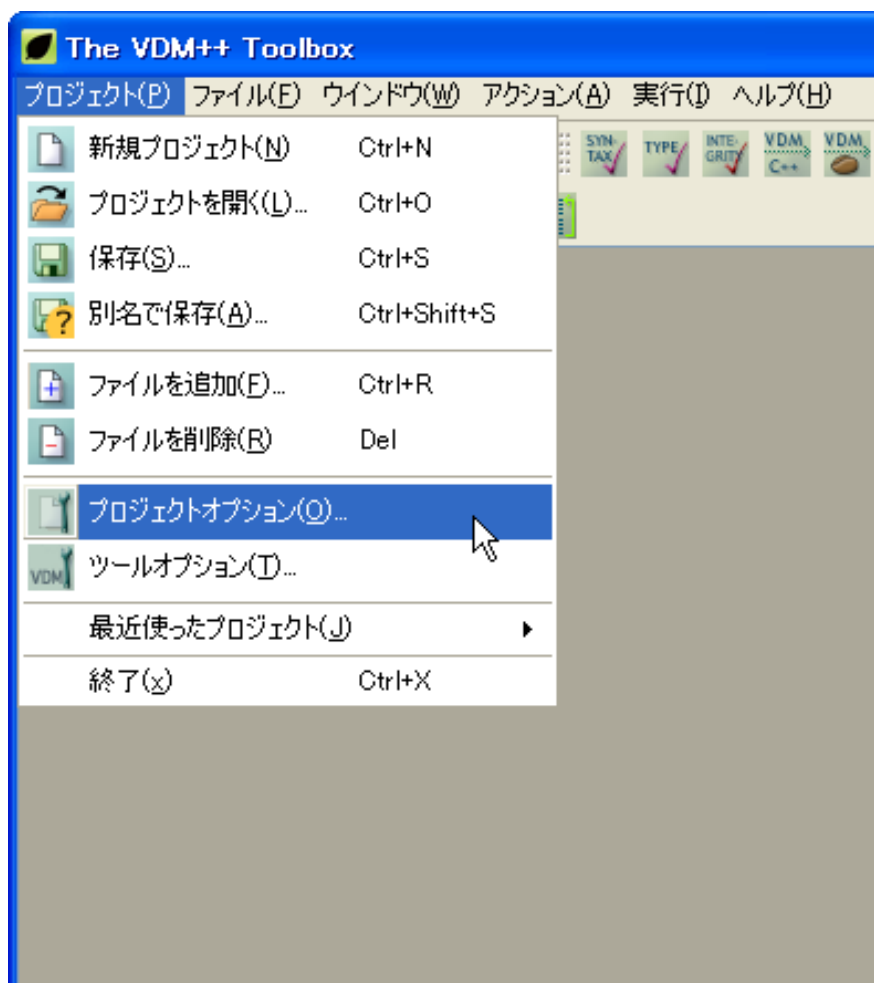 The VDM++ Toolbox
プロジェクト(P) ファイル(F) ウインドウ(W) アクション(A) 実行(I) ヘルプ(H)
SYN-TAX TYPE INTE-GRITY VDM C++ VDM
新規プロジェクト(N) Ctrl+N
プロジェクトを開く(L)... Ctrl+O
保存(S)... Ctrl+S
別名で保存(A)... Ctrl+Shift+S
ファイルを追加(F)... Ctrl+R
ファイルを削除(R) Del
プロジェクトオプション(O)...
VDM ツールオプション(T)...
最近使ったプロジェクト(J)
終了(x) Ctrl+X